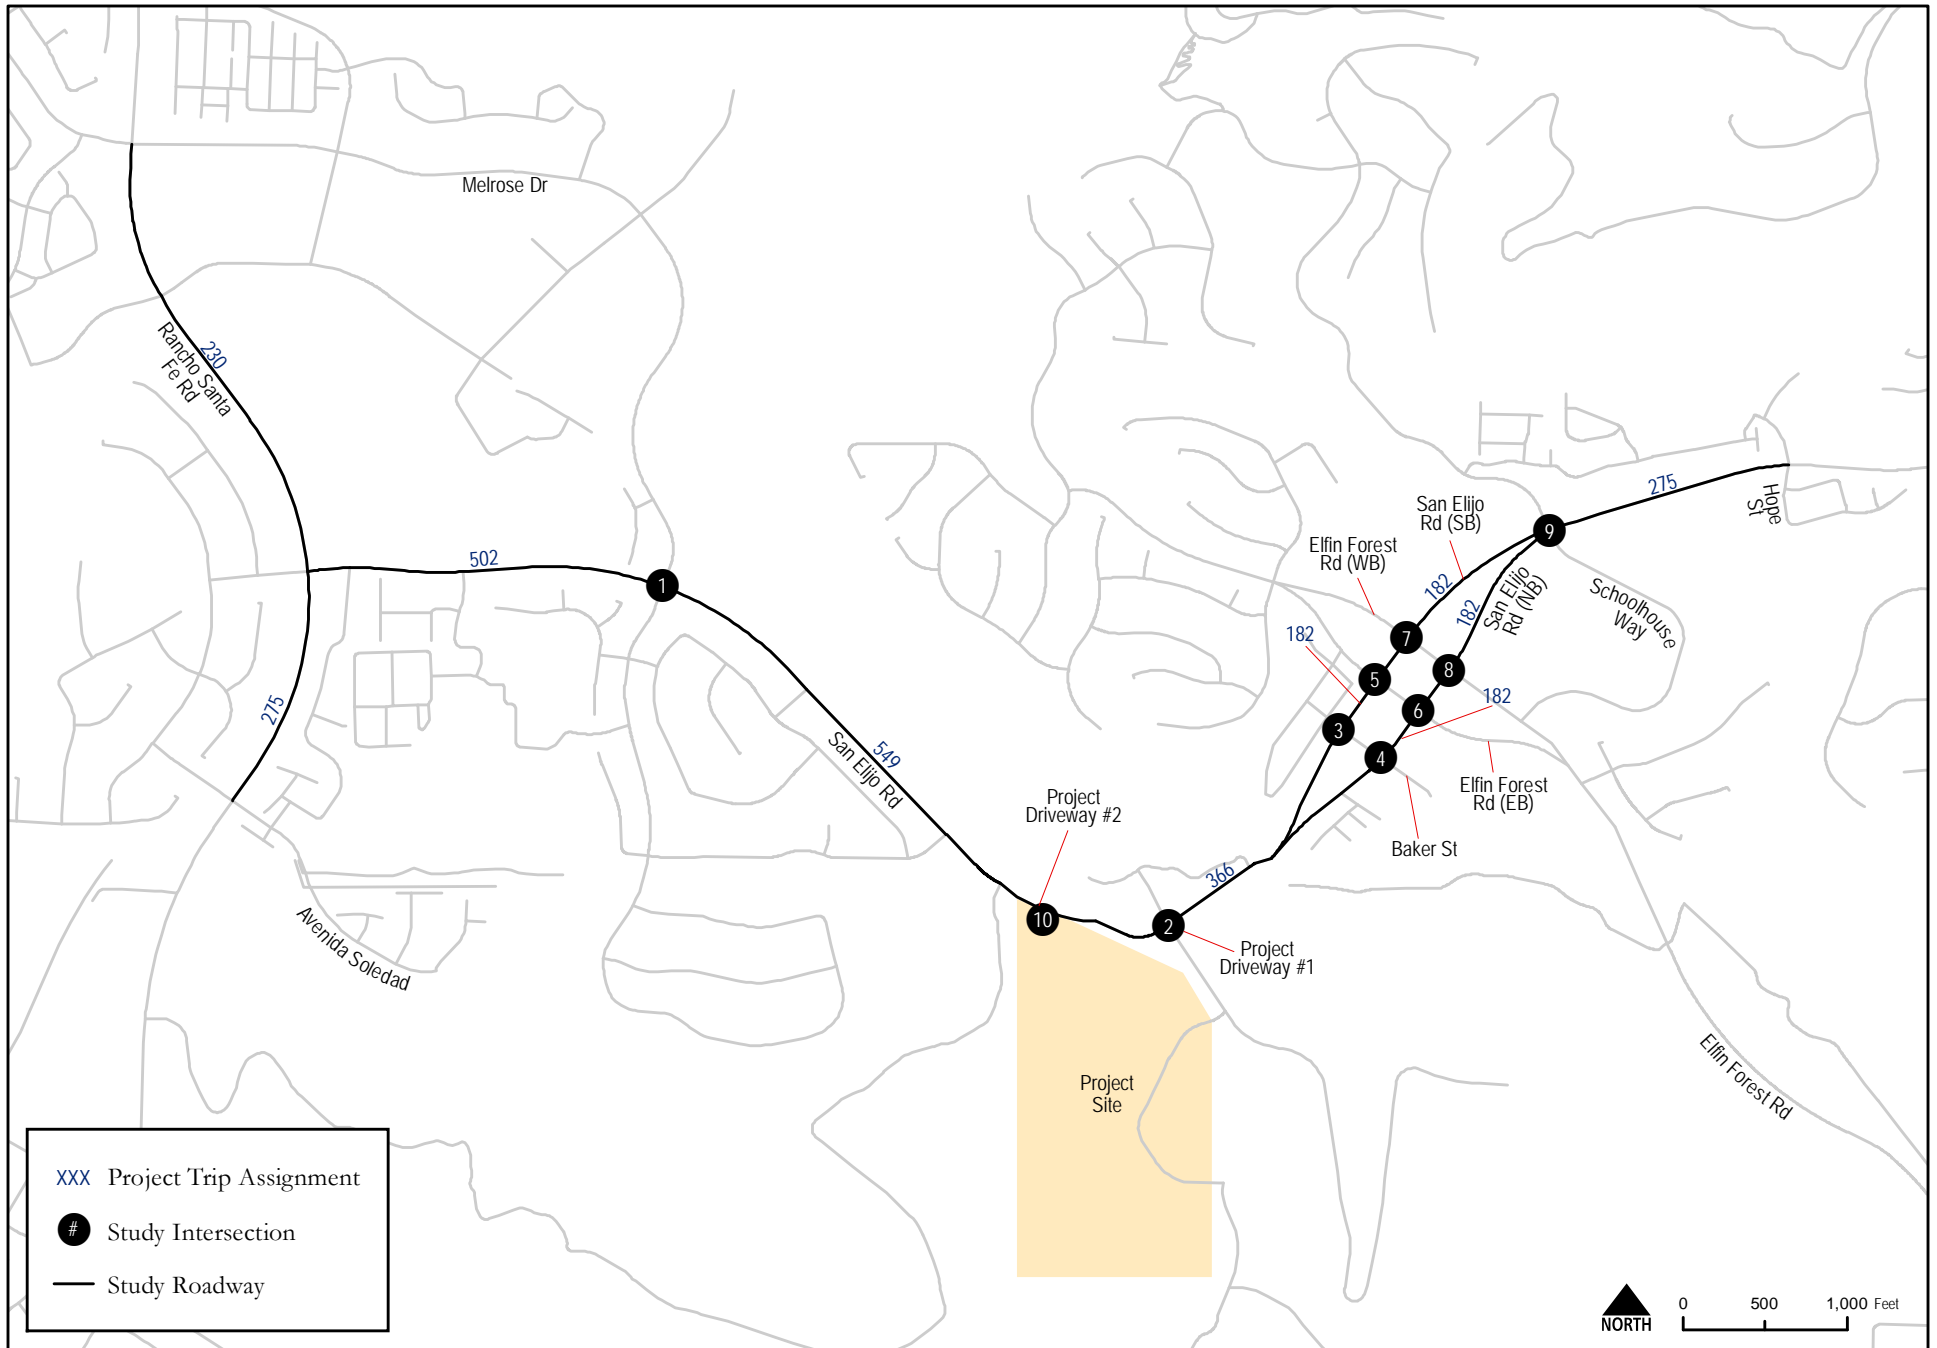 Melrose Dr
230
Rancho Santa
Fe Rd
502
1
275
San Elijo
Rd (SB)
Hope
St
9
Elfin Forest
Rd (WB)
182
182
San Elijo
Rd (NB)
Schoolhouse
Way
182
7
8
5
182
6
3
4
275
549
San Elijo Rd
Elfin Forest
Rd (EB)
Project
Driveway #2
Baker St
366
10
2
Project
Driveway #1
Avenida Soledad
Project
Site
Elfin Forest Rd
XXX Project Trip Assignment
# Study Intersection
Study Roadway
NORTH
0 500 1,000 Feet